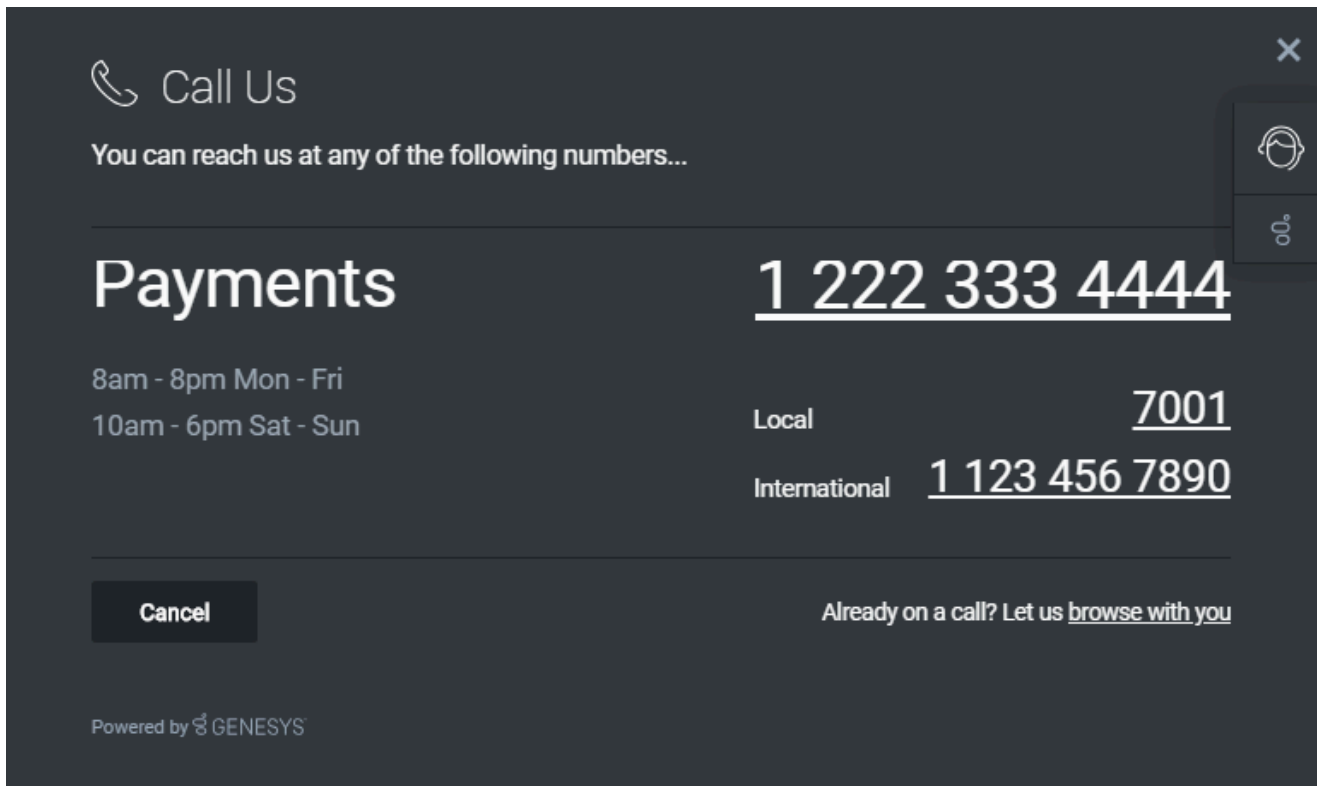 Call Us
You can reach us at any of the following numbers...
Payments
1 222 333 4444
8am - 8pm Mon - Fri
10am - 6pm Sat - Sun
Local 7001
International 1 123 456 7890
Cancel
Already on a call? Let us browse with you
Powered by GENESYS